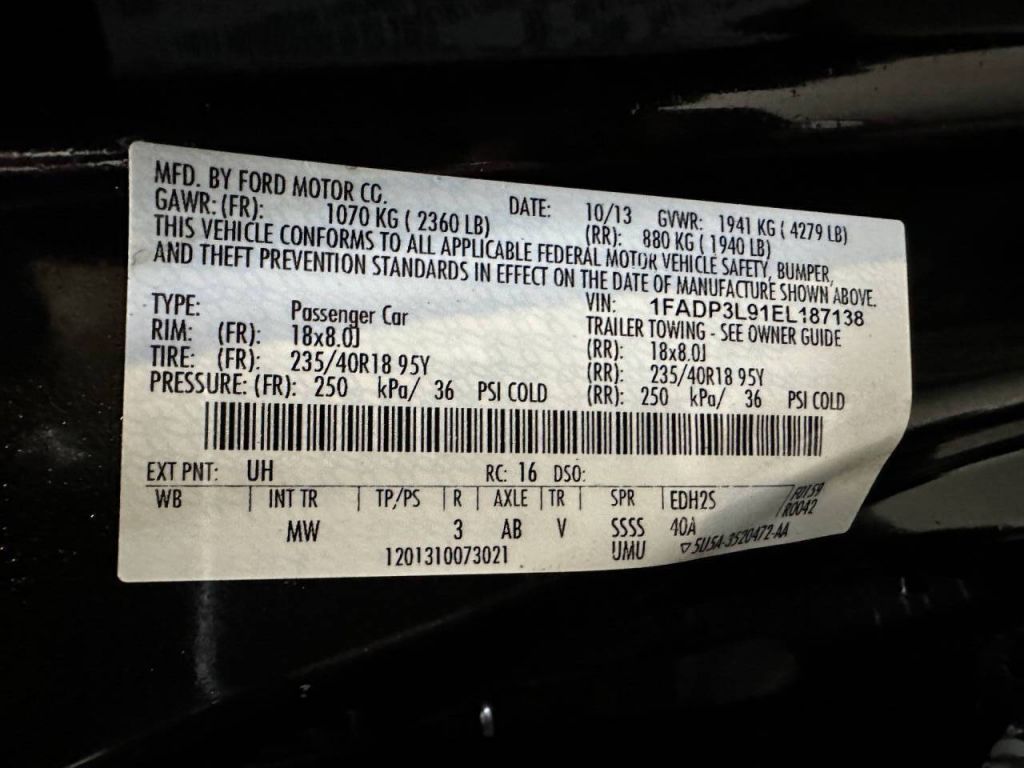 MFD. BY FORD MOTOR CO. DATE: 10/13 GVWR: 1941 KG ( 4279 LB)
GAWR: (FR): 1070 KG ( 2360 LB) (RR): 880 KG ( 1940 LB)
THIS VEHICLE CONFORMS TO ALL APPLICABLE FEDERAL MOTOR VEHICLE SAFETY, BUMPER,
AND THEFT PREVENTION STANDARDS IN EFFECT ON THE DATE OF MANUFACTURE SHOWN ABOVE.
VIN: 1FADP3L91EL187138
TYPE: Passenger Car TRAILER TOWING - SEE OWNER GUIDE
RIM: (FR): 18x8.0J (RR): 18x8.0J
TIRE: (FR): 235/40R18 95Y (RR): 235/40R18 95Y
PRESSURE: (FR): 250 kPa/ 36 PSI COLD (RR): 250 kPa/ 36 PSI COLD
EXT PNT: UH RC: 16 DSO:
WB INT TR TP/PS R AXLE TR SPR EDH2S F0159
R0042
MW 3 AB V SSSS 40A
1201310073021 UMU ▽5U5A-3520472-AA